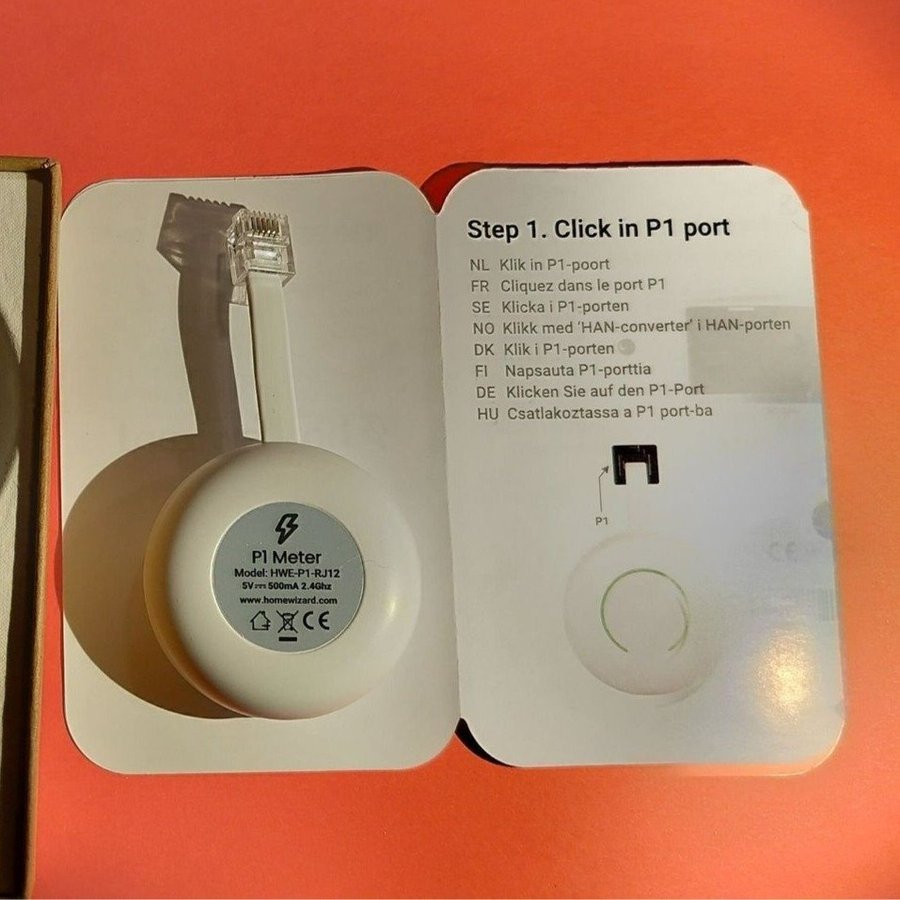 P1 Meter
Model: HWE-P1-RJ12
5V⎓500mA 2.4Ghz
www.homewizard.com
CE
Step 1. Click in P1 port
NL Klik in P1-poort
FR Cliquez dans le port P1
SE Klicka i P1-porten
NO Klikk med 'HAN-converter' i HAN-porten
DK Klik i P1-porten
FI Napsauta P1-porttia
DE Klicken Sie auf den P1-Port
HU Csatlakoztassa a P1 port-ba
P1